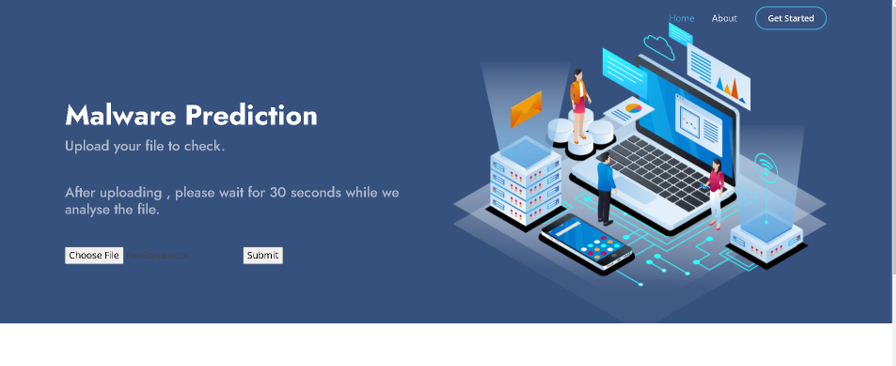 Home About Get Started
Malware Prediction
Upload your file to check.
After uploading , please wait for 30 seconds while we
analyse the file.
Choose File Submit